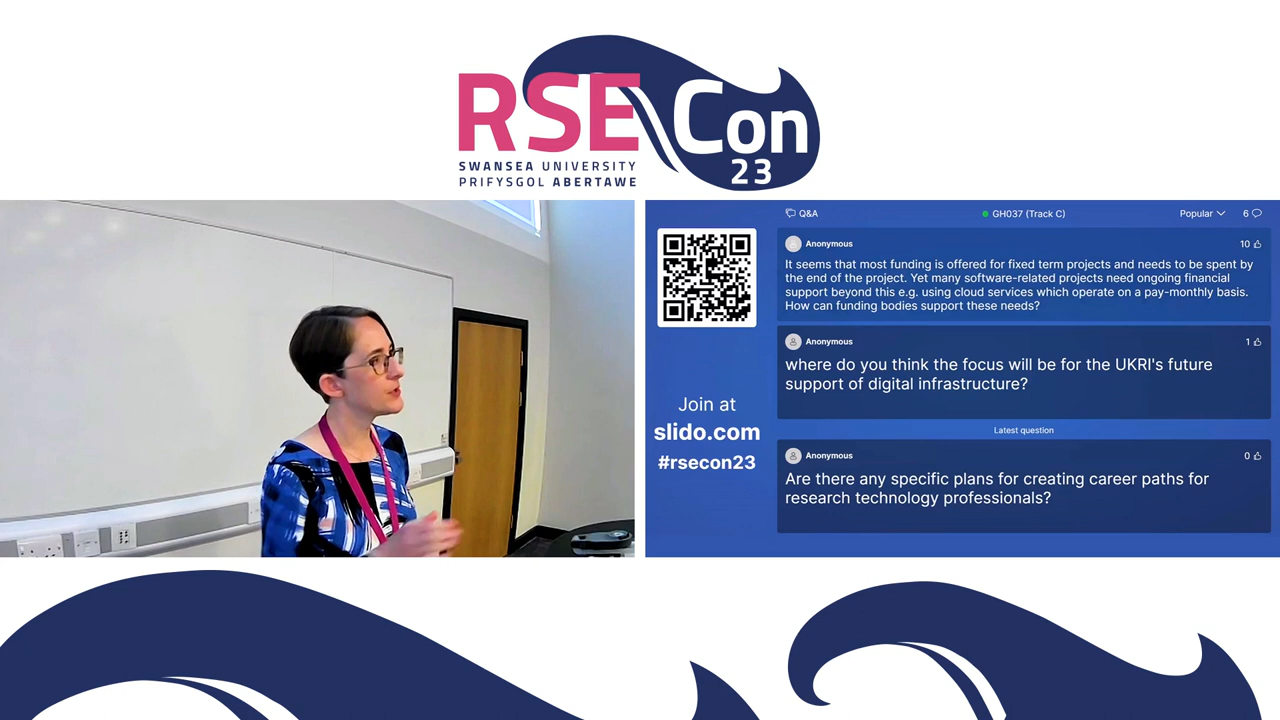 RSE Con
23
SWANSEA UNIVERSITY
PRIFYSGOL ABERTAWE
Q&A
GH037 (Track C)
Popular
6
Anonymous
10
It seems that most funding is offered for fixed term projects and needs to be spent by
the end of the project. Yet many software-related projects need ongoing financial
support beyond this e.g. using cloud services which operate on a pay-monthly basis.
How can funding bodies support these needs?
Anonymous
1
where do you think the focus will be for the UKRI's future
support of digital infrastructure?
Join at
slido.com
#rsecon23
Latest question
Anonymous
0
Are there any specific plans for creating career paths for
research technology professionals?